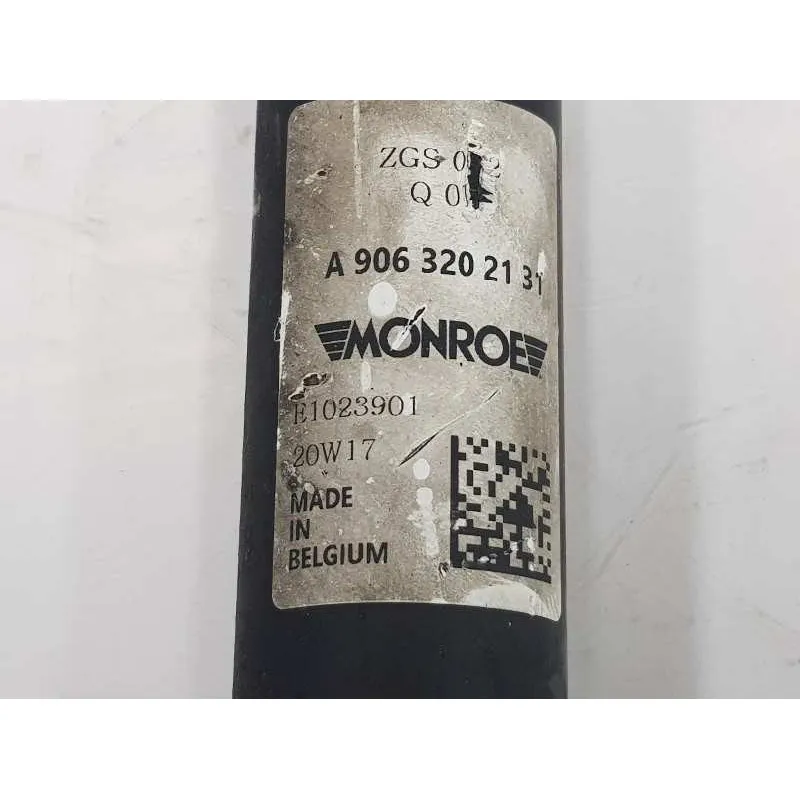 ZGS
Q
A 906 320 21 31
MONROE
E1023901
20W17
MADE
IN
BELGIUM